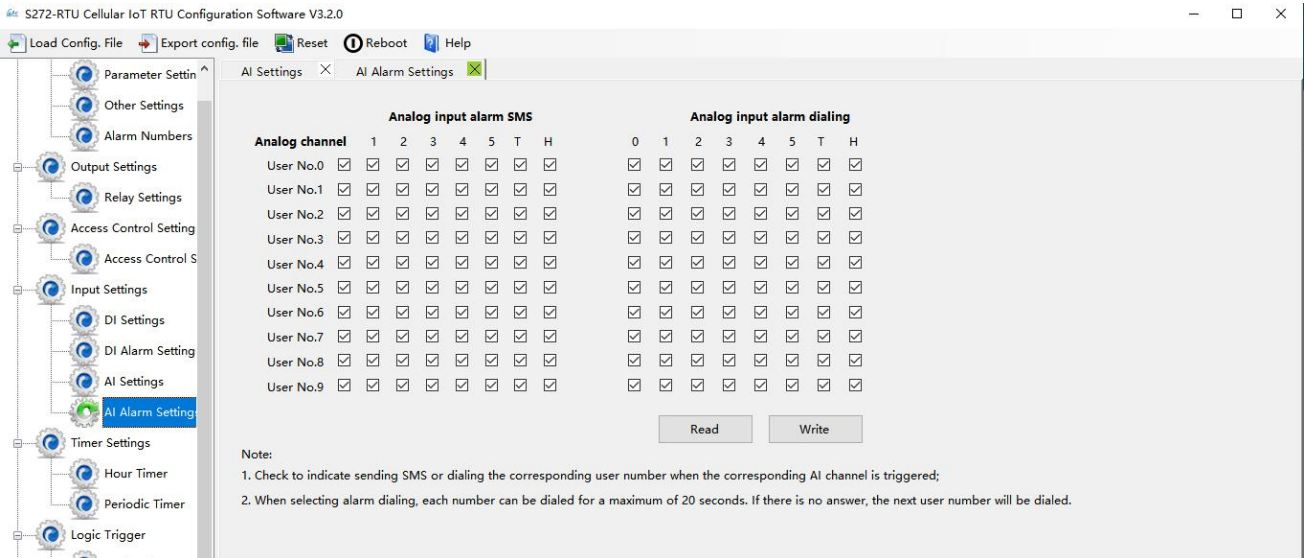 S272-RTU Cellular IoT RTU Configuration Software V3.2.0
Load Config. File Export config. file Reset Reboot Help
AI Settings AI Alarm Settings
Parameter Settin
Other Settings
Alarm Numbers
Output Settings
Relay Settings
Access Control Setting
Access Control S
Input Settings
DI Settings
DI Alarm Setting
AI Settings
AI Alarm Settings
Timer Settings
Hour Timer
Periodic Timer
Logic Trigger
Analog input alarm SMS Analog input alarm dialing
Analog channel 1 2 3 4 5 T H 0 1 2 3 4 5 T H
User No.0
User No.1
User No.2
User No.3
User No.4
User No.5
User No.6
User No.7
User No.8
User No.9
Read Write
Note:
1. Check to indicate sending SMS or dialing the corresponding user number when the corresponding AI channel is triggered;
2. When selecting alarm dialing, each number can be dialed for a maximum of 20 seconds. If there is no answer, the next user number will be dialed.